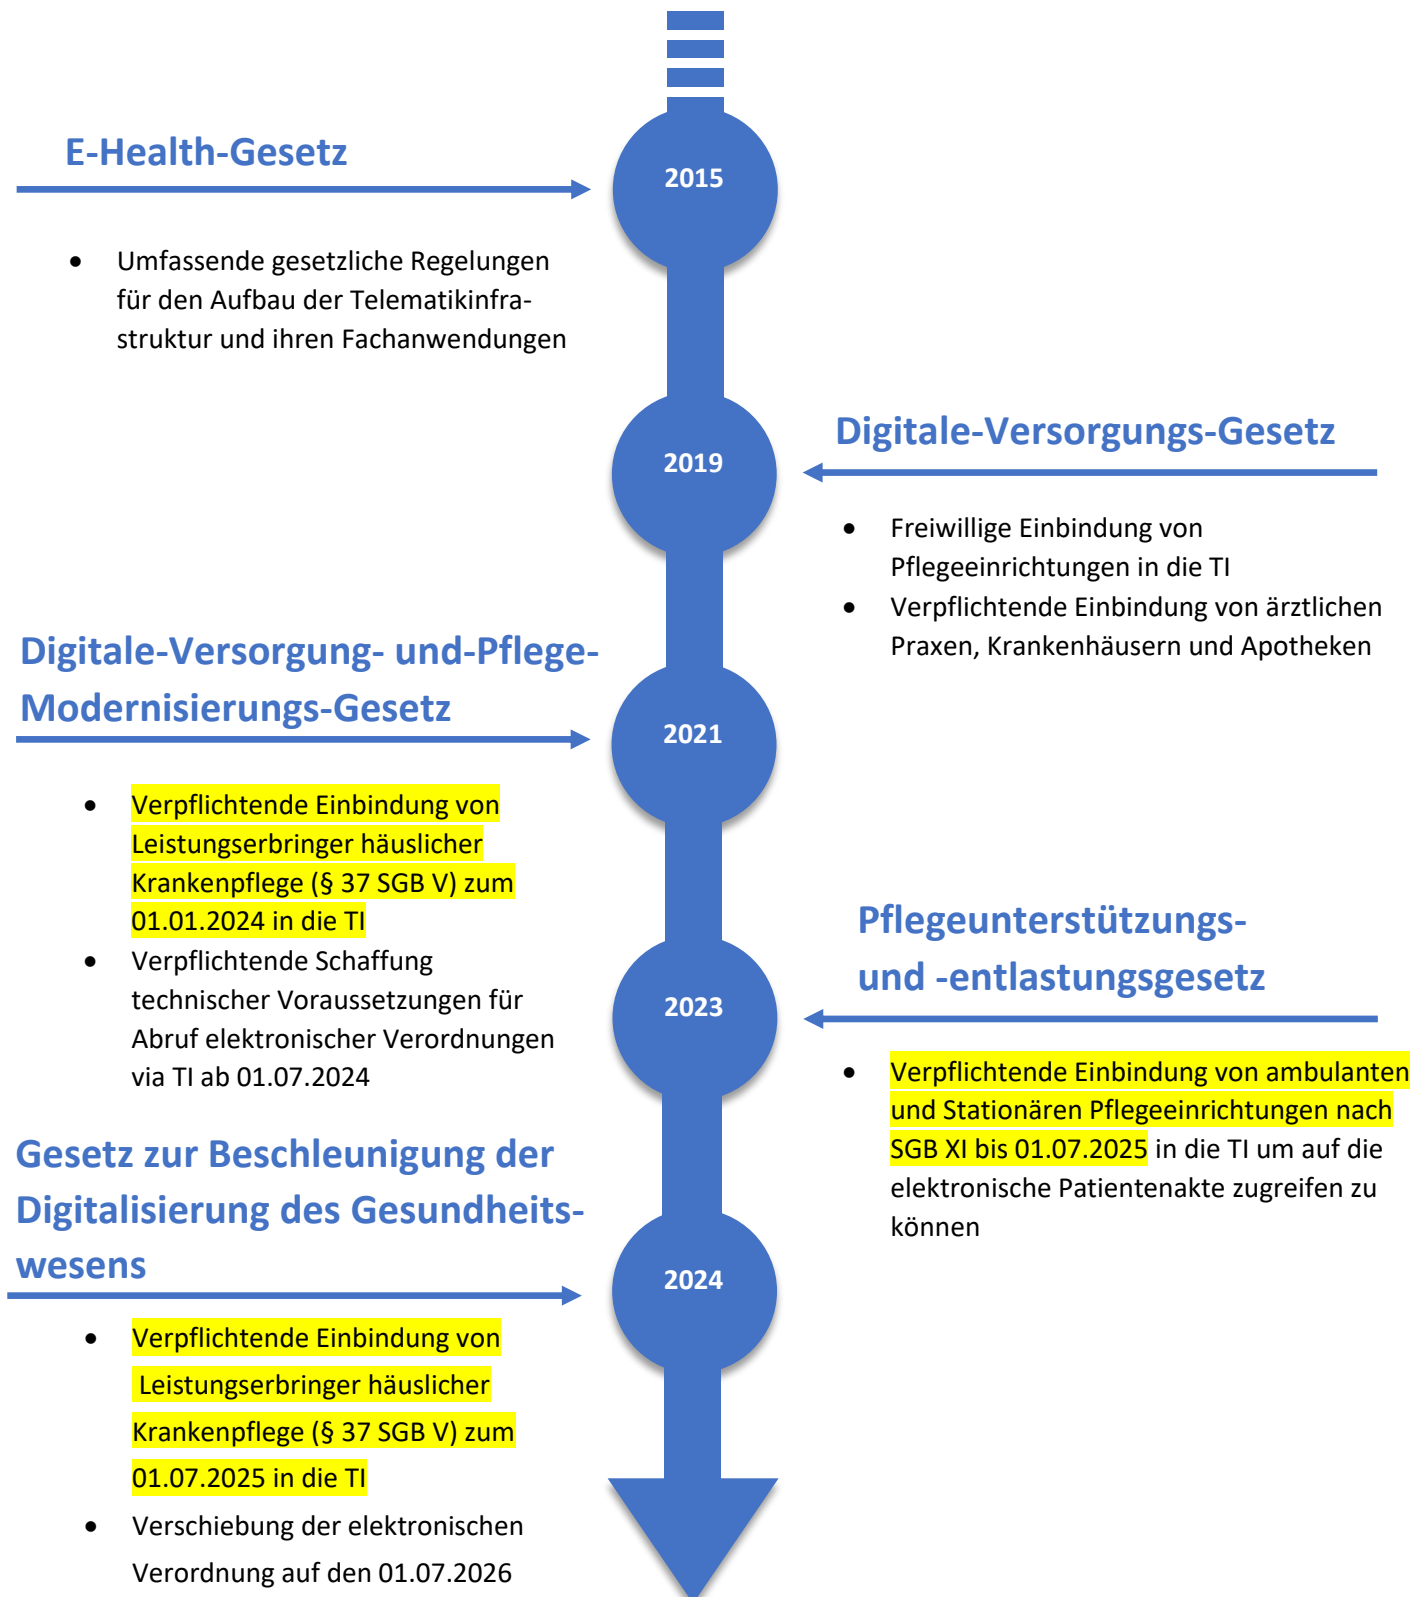 2015
E-Health-Gesetz
• Umfassende gesetzliche Regelungen
für den Aufbau der Telematikinfra-
struktur und ihren Fachanwendungen
2019
Digitale-Versorgungs-Gesetz
• Freiwillige Einbindung von
Pflegeeinrichtungen in die TI
• Verpflichtende Einbindung von ärztlichen
Praxen, Krankenhäusern und Apotheken
Digitale-Versorgung- und-Pflege-
Modernisierungs-Gesetz
2021
• Verpflichtende Einbindung von
Leistungserbringer häuslicher
Krankenpflege (§ 37 SGB V) zum
01.01.2024 in die TI
• Verpflichtende Schaffung
technischer Voraussetzungen für
Abruf elektronischer Verordnungen
via TI ab 01.07.2024
Pflegeunterstützungs-
und -entlastungsgesetz
2023
• Verpflichtende Einbindung von ambulanten
und Stationären Pflegeeinrichtungen nach
SGB XI bis 01.07.2025 in die TI um auf die
elektronische Patientenakte zugreifen zu
können
Gesetz zur Beschleunigung der
Digitalisierung des Gesundheits-
wesens
2024
• Verpflichtende Einbindung von
Leistungserbringer häuslicher
Krankenpflege (§ 37 SGB V) zum
01.07.2025 in die TI
• Verschiebung der elektronischen
Verordnung auf den 01.07.2026